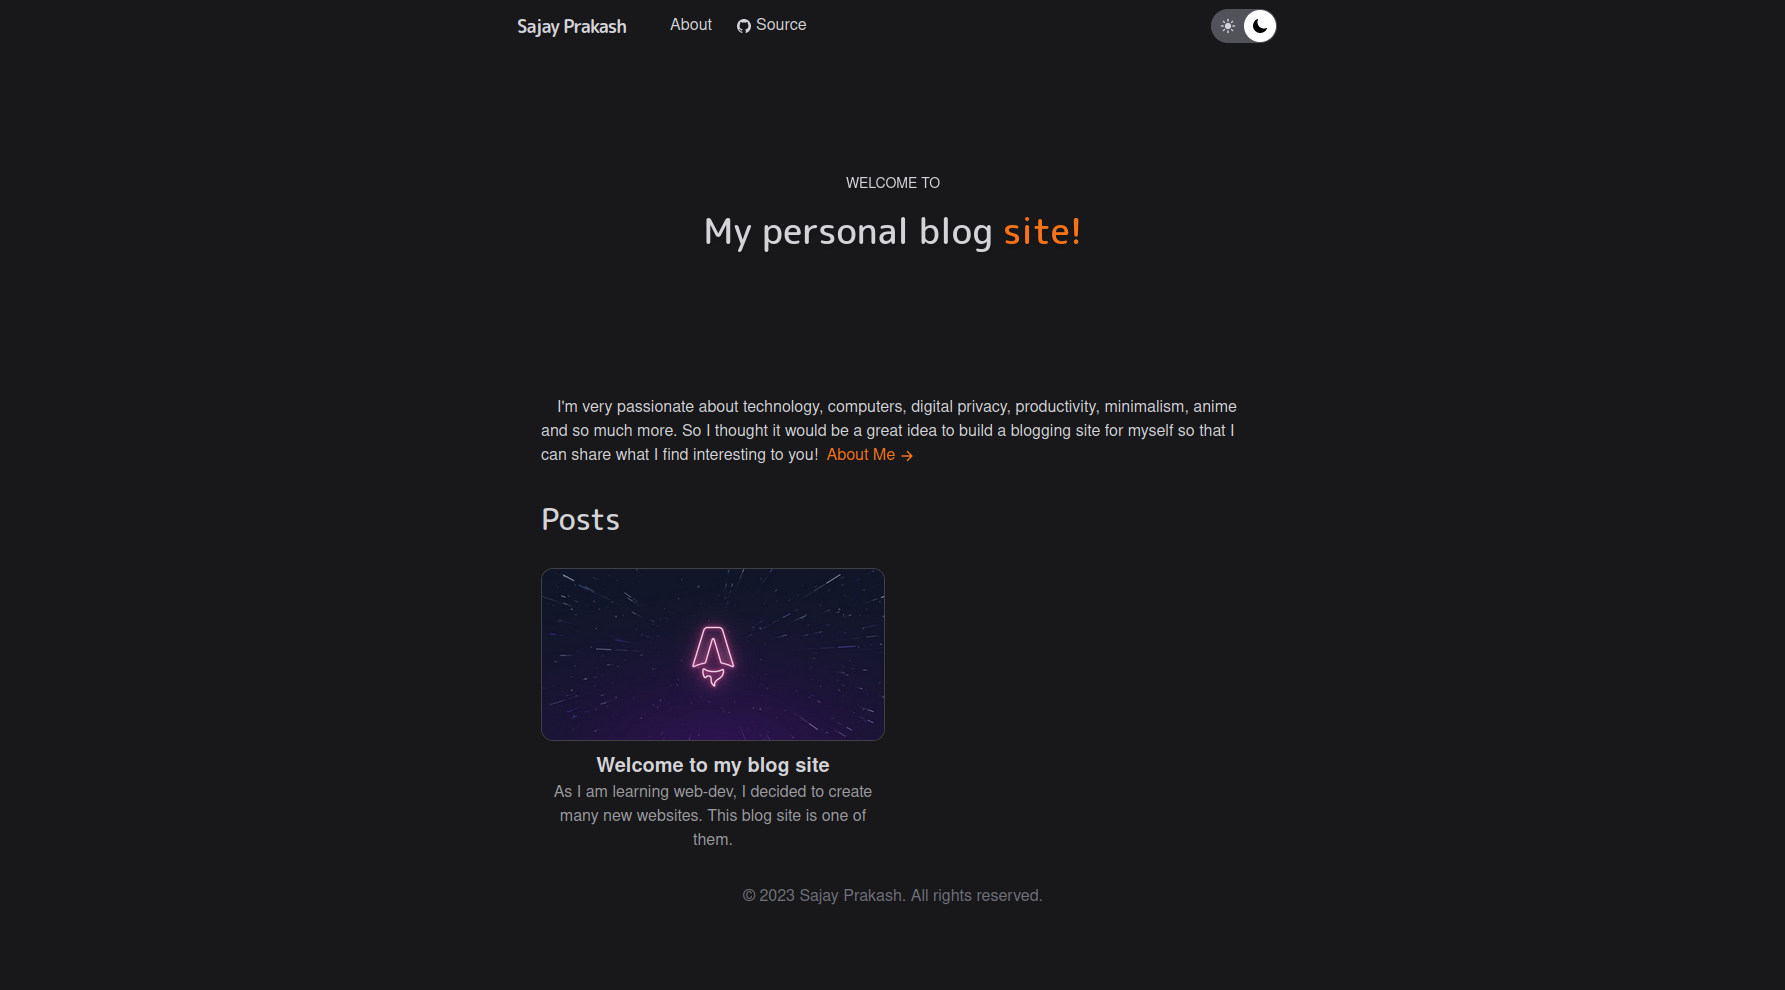 Sajay Prakash About Source
WELCOME TO
My personal blog site!
I'm very passionate about technology, computers, digital privacy, productivity, minimalism, anime
and so much more. So I thought it would be a great idea to build a blogging site for myself so that I
can share what I find interesting to you! About Me →
Posts
Welcome to my blog site
As I am learning web-dev, I decided to create
many new websites. This blog site is one of
them.
© 2023 Sajay Prakash. All rights reserved.